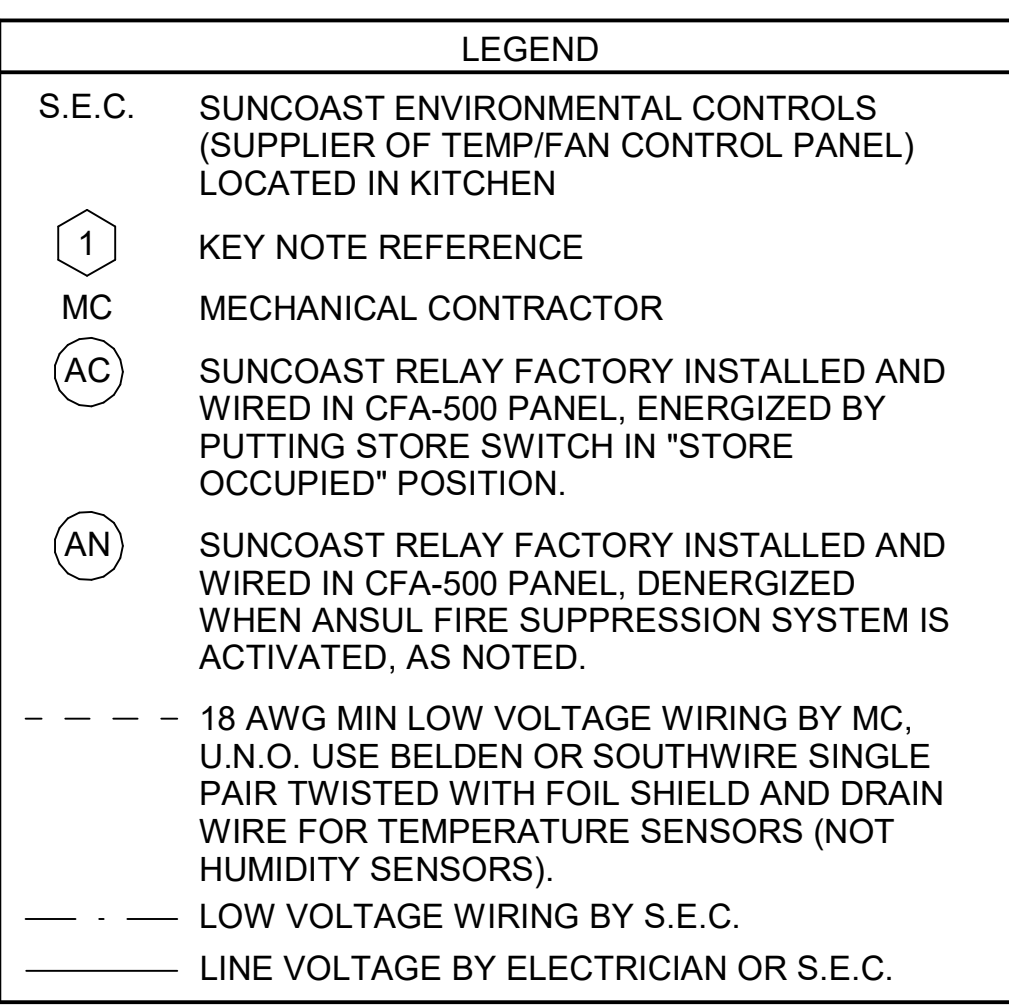 LEGEND
S.E.C. SUNCOAST ENVIRONMENTAL CONTROLS
(SUPPLIER OF TEMP/FAN CONTROL PANEL)
LOCATED IN KITCHEN
1 KEY NOTE REFERENCE
MC MECHANICAL CONTRACTOR
AC SUNCOAST RELAY FACTORY INSTALLED AND
WIRED IN CFA-500 PANEL, ENERGIZED BY
PUTTING STORE SWITCH IN "STORE
OCCUPIED" POSITION.
AN SUNCOAST RELAY FACTORY INSTALLED AND
WIRED IN CFA-500 PANEL, DENERGIZED
WHEN ANSUL FIRE SUPPRESSION SYSTEM IS
ACTIVATED, AS NOTED.
18 AWG MIN LOW VOLTAGE WIRING BY MC,
U.N.O. USE BELDEN OR SOUTHWIRE SINGLE
PAIR TWISTED WITH FOIL SHIELD AND DRAIN
WIRE FOR TEMPERATURE SENSORS (NOT
HUMIDITY SENSORS).
LOW VOLTAGE WIRING BY S.E.C.
LINE VOLTAGE BY ELECTRICIAN OR S.E.C.